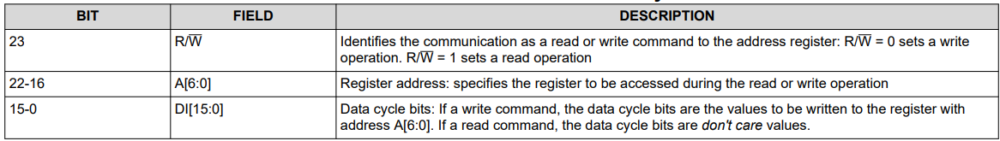 BIT FIELD DESCRIPTION
23 R/W̅ Identifies the communication as a read or write command to the address register: R/W̅ = 0 sets a write
operation. R/W̅ = 1 sets a read operation
22-16 A[6:0] Register address: specifies the register to be accessed during the read or write operation
15-0 DI[15:0] Data cycle bits: If a write command, the data cycle bits are the values to be written to the register with
address A[6:0]. If a read command, the data cycle bits are don't care values.